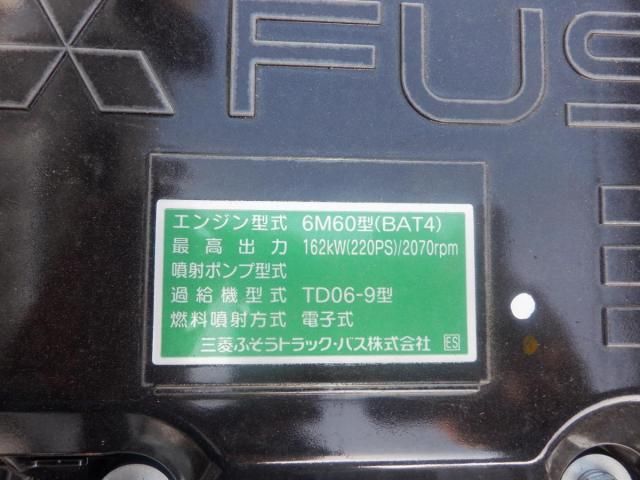 FUS
エンジン型式 6M60型(BAT4)
最高出力 162kW(220PS)/2070rpm
噴射ポンプ型式
過給機型式 TD06-9型
燃料噴射方式 電子式
三菱ふそうトラック・バス株式会社 ES